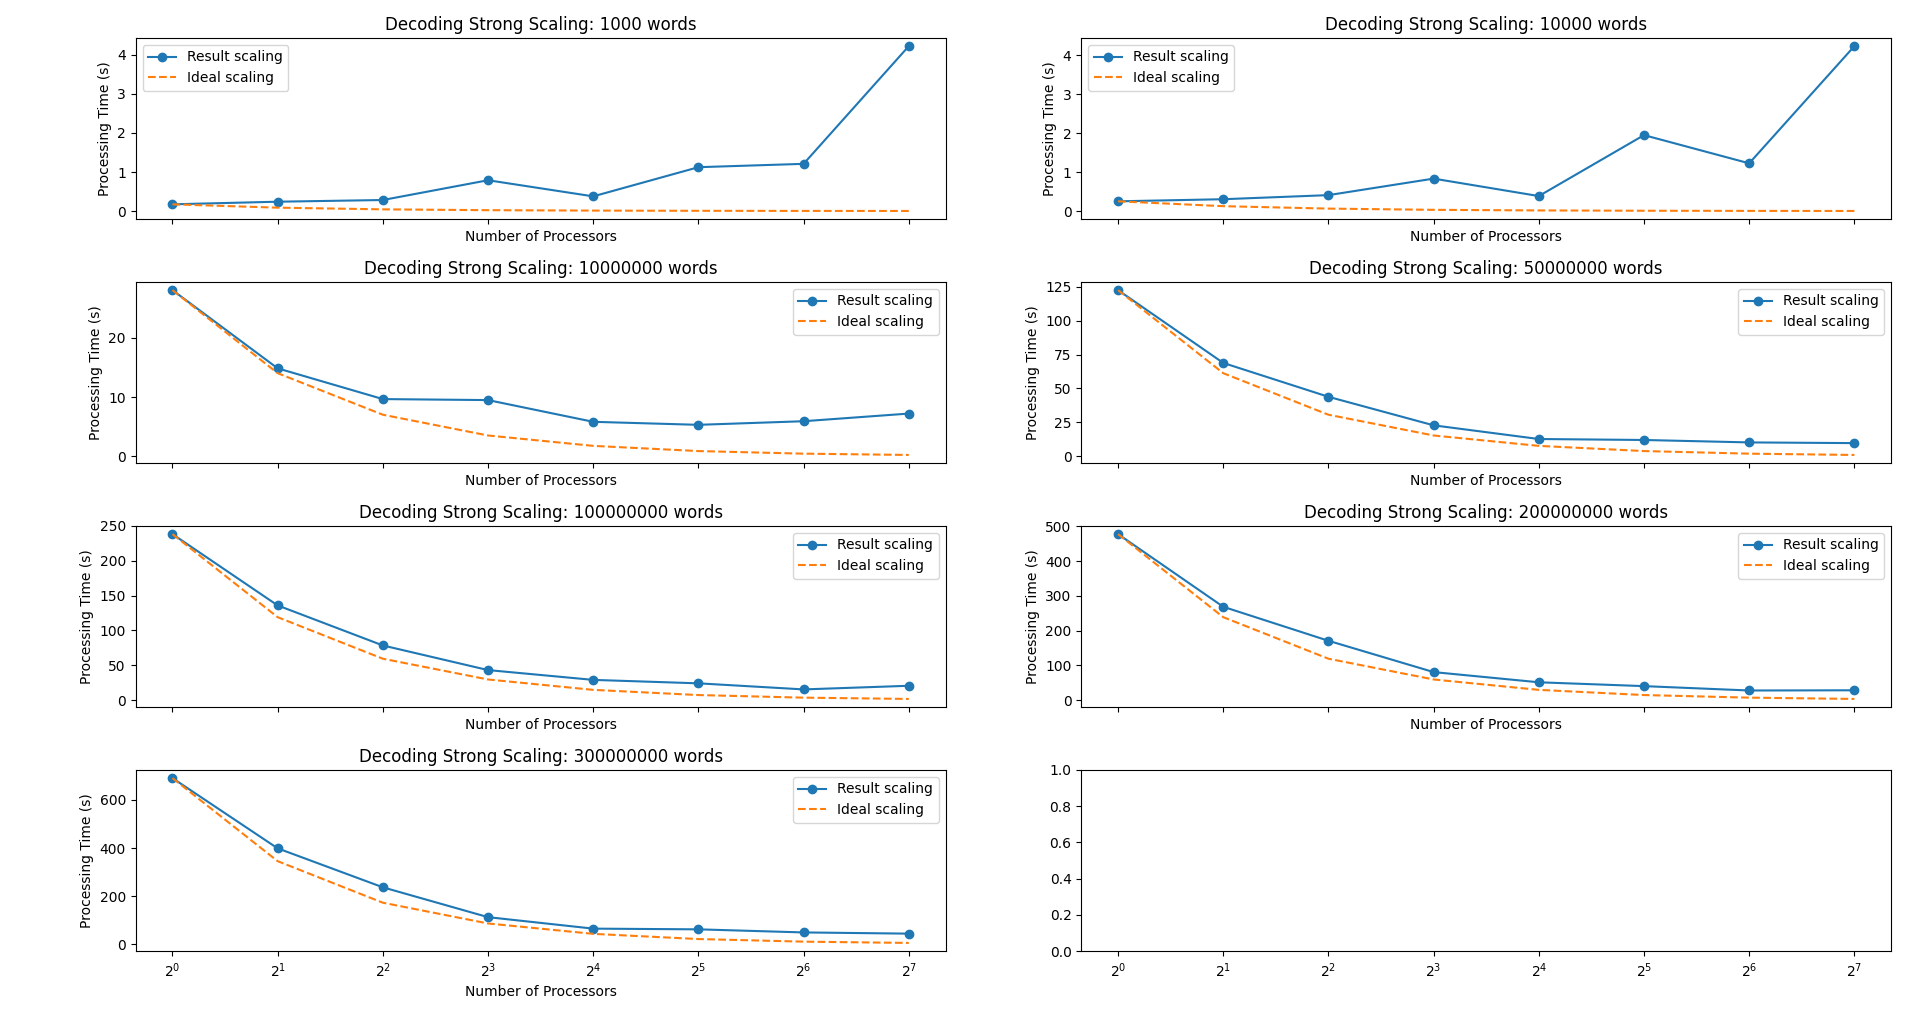 Decoding Strong Scaling: 1000 words
Result scaling
Ideal scaling
Processing Time (s)
4
3
2
1
0
Number of Processors
Decoding Strong Scaling: 10000 words
Result scaling
Ideal scaling
Processing Time (s)
4
3
2
1
0
Number of Processors
Decoding Strong Scaling: 10000000 words
Result scaling
Ideal scaling
Processing Time (s)
20
10
0
Number of Processors
Decoding Strong Scaling: 50000000 words
Result scaling
Ideal scaling
Processing Time (s)
125
100
75
50
25
0
Number of Processors
Decoding Strong Scaling: 100000000 words
Result scaling
Ideal scaling
Processing Time (s)
250
200
150
100
50
0
Number of Processors
Decoding Strong Scaling: 200000000 words
Result scaling
Ideal scaling
Processing Time (s)
500
400
300
200
100
0
Number of Processors
Decoding Strong Scaling: 300000000 words
Result scaling
Ideal scaling
Processing Time (s)
600
400
200
0
2⁰ 2¹ 2² 2³ 2⁴ 2⁵ 2⁶ 2⁷
Number of Processors
1.0
0.8
0.6
0.4
0.2
0.0
2⁰ 2¹ 2² 2³ 2⁴ 2⁵ 2⁶ 2⁷